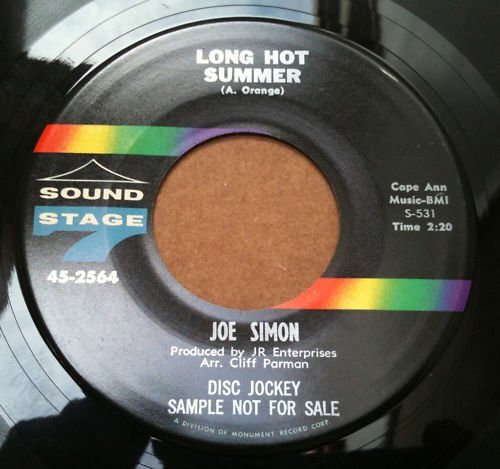 LONG HOT
SUMMER
(A. Orange)
SOUND
STAGE
7
45-2564
Cape Ann
Music-BMI
S-531
Time 2:20
JOE SIMON
Produced by JR Enterprises
Arr. Cliff Parman
DISC JOCKEY
SAMPLE NOT FOR SALE
A DIVISION OF MONUMENT RECORD CORP